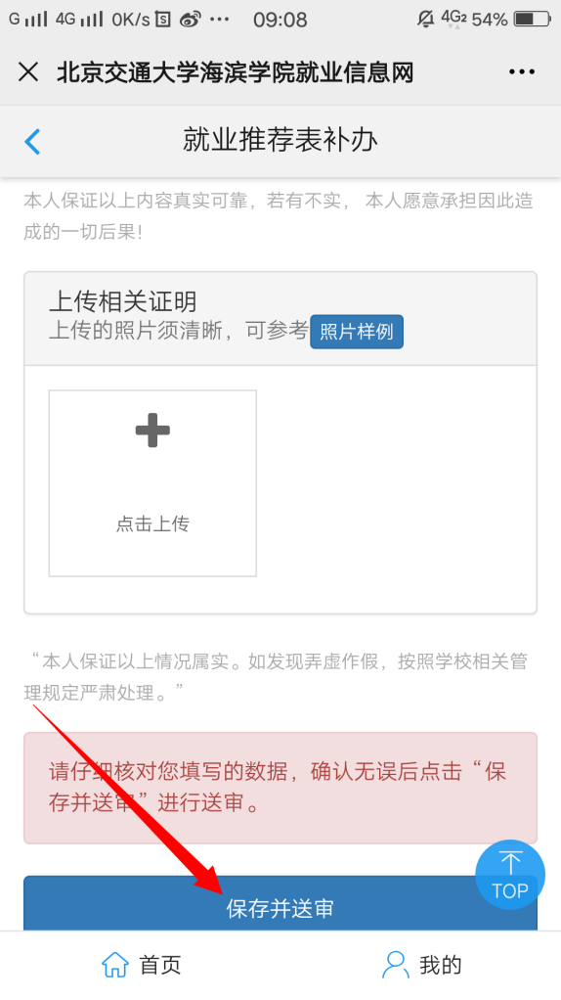 G 4G 0K/s 09:08 4G2 54%
北京交通大学海滨学院就业信息网
就业推荐表补办
本人保证以上内容真实可靠，若有不实， 本人愿意承担因此造
成的一切后果!
上传相关证明
上传的照片须清晰，可参考 照片样例
点击上传
“本人保证以上情况属实。如发现弄虚作假，按照学校相关管
理规定严肃处理。”
请仔细核对您填写的数据，确认无误后点击“保
存并送审”进行送审。
TOP
保存并送审
首页 我的